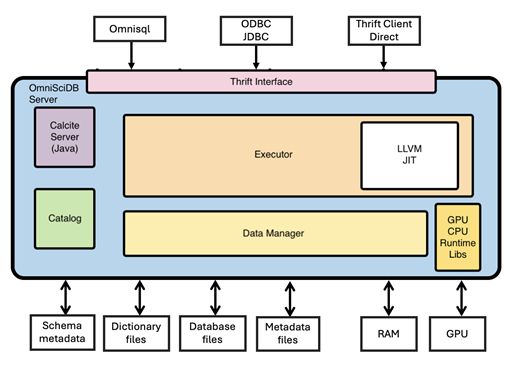 Omnisql
ODBC
JDBC
Thrift Client
Direct
OmniSciDB
Server
Thrift Interface
Calcite
Server
(Java)
Executor
LLVM
JIT
Catalog
Data Manager
GPU
CPU
Runtime
Libs
Schema
metadata
Dictionary
files
Database
files
Metadata
files
RAM
GPU